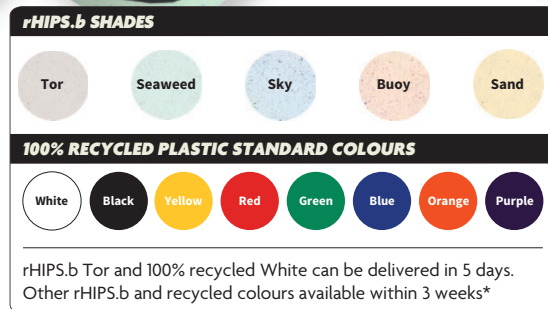 rHIPS.b SHADES
Tor Seaweed Sky Buoy Sand
100% RECYCLED PLASTIC STANDARD COLOURS
White Black Yellow Red Green Blue Orange Purple
rHIPS.b Tor and 100% recycled White can be delivered in 5 days.
Other rHIPS.b and recycled colours available within 3 weeks*